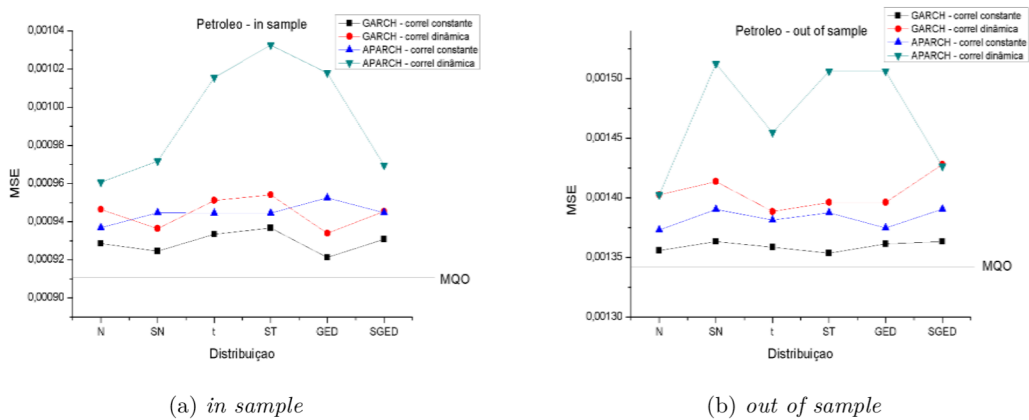 Petroleo - in sample
GARCH - correl constante
GARCH - correl dinâmica
APARCH - correl constante
APARCH - correl dinâmica
MSE
0,00104
0,00102
0,00100
0,00098
0,00096
0,00094
0,00092
0,00090
MQO
N SN t ST GED SGED
Distribuiçao
(a) in sample
Petroleo - out of sample
GARCH - correl constante
GARCH - correl dinâmica
APARCH - correl constante
APARCH - correl dinâmica
MSE
0,00150
0,00145
0,00140
0,00135
0,00130
MQO
N SN t ST GED SGED
Distribuiçao
(b) out of sample